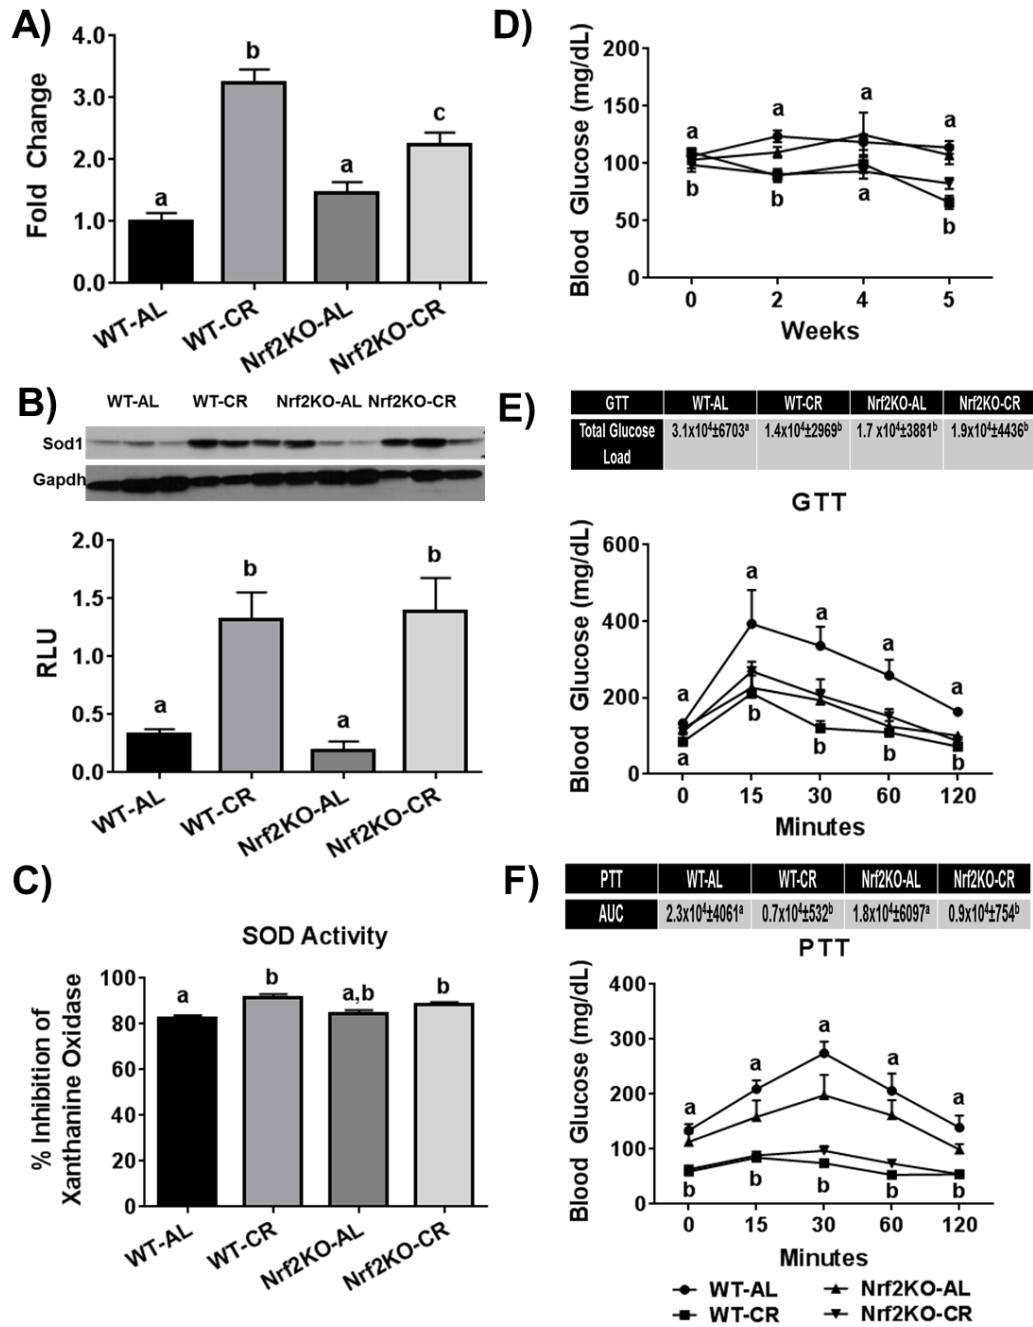 A)
4.0
3.0
2.0
1.0
0.0
Fold Change
a
b
a
c
WT-AL
WT-CR
Nrf2KO-AL
Nrf2KO-CR
B)
WT-AL WT-CR Nrf2KO-AL Nrf2KO-CR
Sod1
Gapdh
2.0
1.5
1.0
0.5
0.0
RLU
a
b
a
b
WT-AL
WT-CR
Nrf2KO-AL
Nrf2KO-CR
C)
SOD Activity
100
80
60
40
20
0
% Inhibition of
Xanthanine Oxidase
a
b
a,b
b
WT-AL
WT-CR
Nrf2KO-AL
Nrf2KO-CR
D)
200
150
100
50
0
Blood Glucose (mg/dL)
a a a a
b b a b
0 2 4 5
Weeks
E)
GTT WT-AL WT-CR Nrf2KO-AL Nrf2KO-CR
Total Glucose 3.1x10⁴±6703ᵃ 1.4x10⁴±2969ᵇ 1.7 x10⁴±3881ᵇ 1.9x10⁴±4436ᵇ
Load
GTT
600
400
200
0
Blood Glucose (mg/dL)
a a a a a
a b b b b
0 15 30 60 120
Minutes
F)
PTT WT-AL WT-CR Nrf2KO-AL Nrf2KO-CR
AUC 2.3x10⁴±4061ᵃ 0.7x10⁴±532ᵇ 1.8x10⁴±6097ᵃ 0.9x10⁴±754ᵇ
PTT
400
300
200
100
0
Blood Glucose (mg/dL)
a a a a a
b b b b b
0 15 30 60 120
Minutes
WT-AL Nrf2KO-AL
WT-CR Nrf2KO-CR